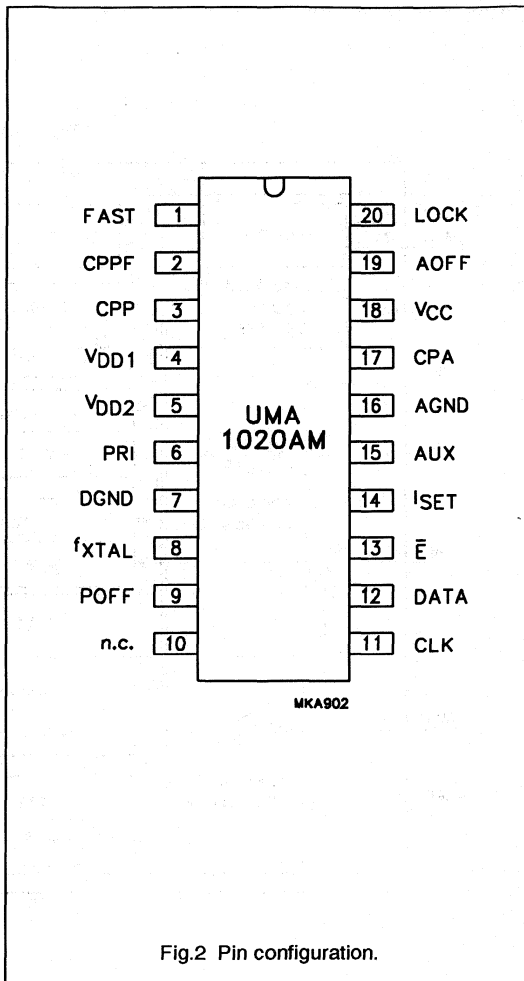 FAST 1 20 LOCK
CPPF 2 19 AOFF
CPP 3 18 VCC
VDD1 4 17 CPA
VDD2 5 16 AGND
UMA
1020AM
PRI 6 15 AUX
DGND 7 14 ISET
fXTAL 8 13 E̅
POFF 9 12 DATA
n.c. 10 11 CLK
MKA902
Fig.2 Pin configuration.